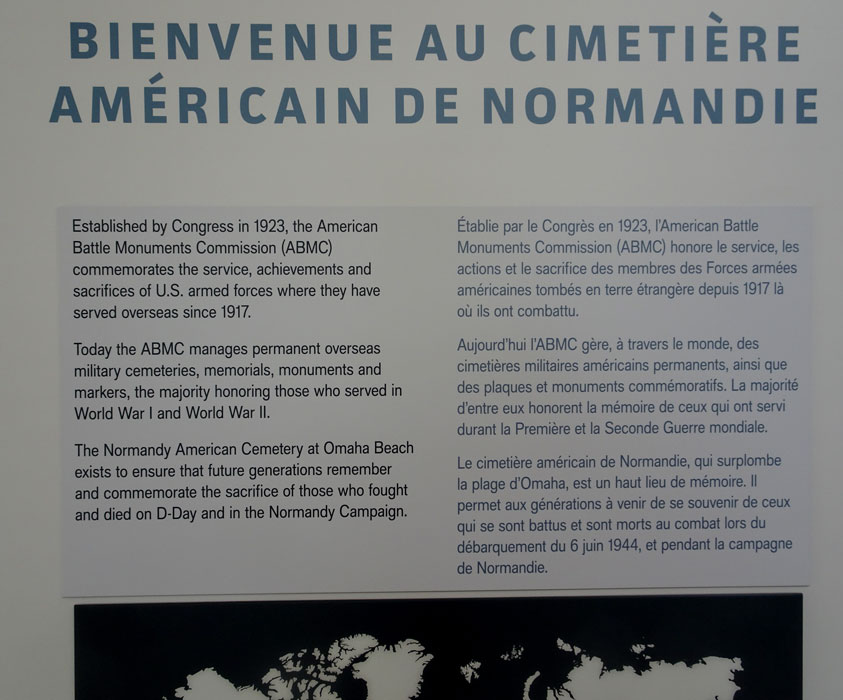 BIENVENUE AU CIMETIÈRE
AMÉRICAIN DE NORMANDIE
Established by Congress in 1923, the American
Battle Monuments Commission (ABMC)
commemorates the service, achievements and
sacrifices of U.S. armed forces where they have
served overseas since 1917.
Today the ABMC manages permanent overseas
military cemeteries, memorials, monuments and
markers, the majority honoring those who served in
World War I and World War II.
The Normandy American Cemetery at Omaha Beach
exists to ensure that future generations remember
and commemorate the sacrifice of those who fought
and died on D-Day and in the Normandy Campaign.
Établie par le Congrès en 1923, l'American Battle
Monuments Commission (ABMC) honore le service, les
actions et le sacrifice des membres des Forces armées
américaines tombés en terre étrangère depuis 1917 là
où ils ont combattu.
Aujourd'hui l'ABMC gère, à travers le monde, des
cimetières militaires américains permanents, ainsi que
des plaques et monuments commémoratifs. La majorité
d'entre eux honorent la mémoire de ceux qui ont servi
durant la Première et la Seconde Guerre mondiale.
Le cimetière américain de Normandie, qui surplombe
la plage d'Omaha, est un haut lieu de mémoire. Il
permet aux générations à venir de se souvenir de ceux
qui se sont battus et sont morts au combat lors du
débarquement du 6 juin 1944, et pendant la campagne
de Normandie.